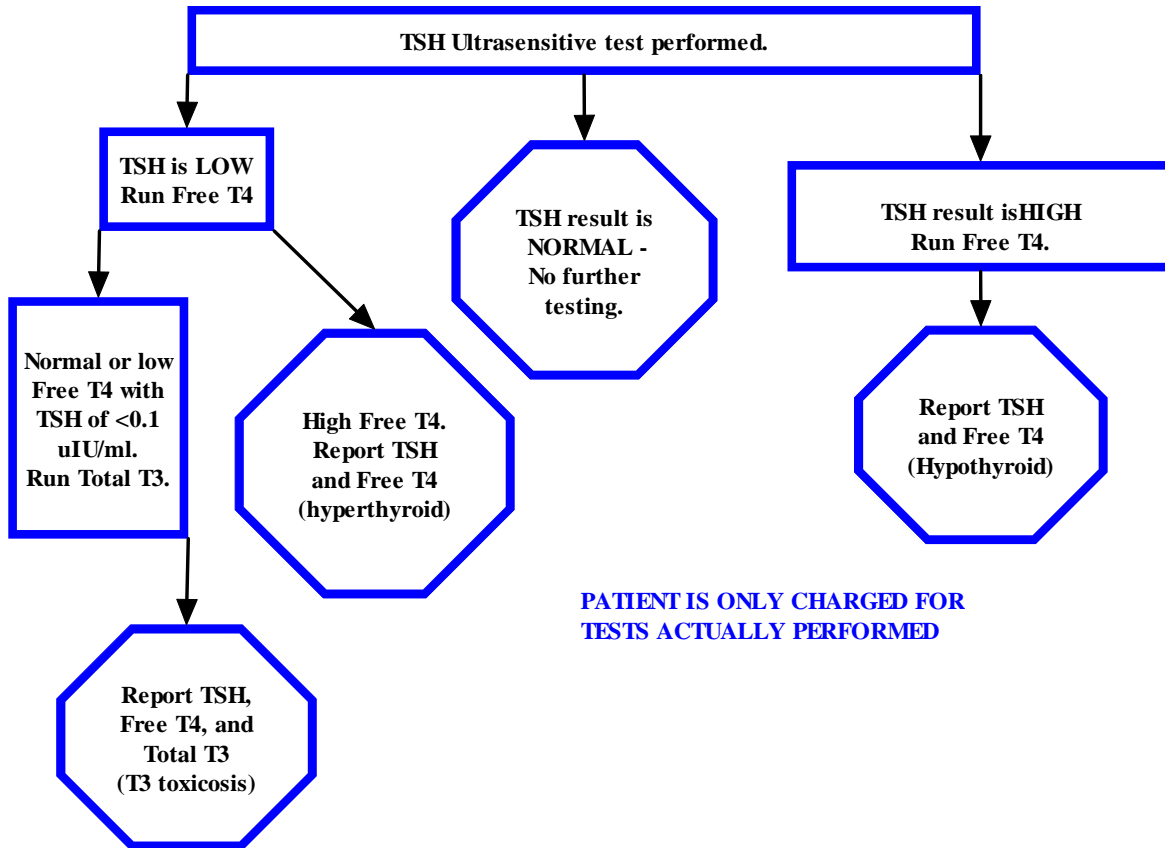 TSH Ultrasensitive test performed.
TSH is LOW
Run Free T4
TSH result is
NORMAL -
No further
testing.
TSH result isHIGH
Run Free T4.
Normal or low
Free T4 with
TSH of <0.1
uIU/ml.
Run Total T3.
High Free T4.
Report TSH
and Free T4
(hyperthyroid)
Report TSH
and Free T4
(Hypothyroid)
PATIENT IS ONLY CHARGED FOR
TESTS ACTUALLY PERFORMED
Report TSH,
Free T4, and
Total T3
(T3 toxicosis)